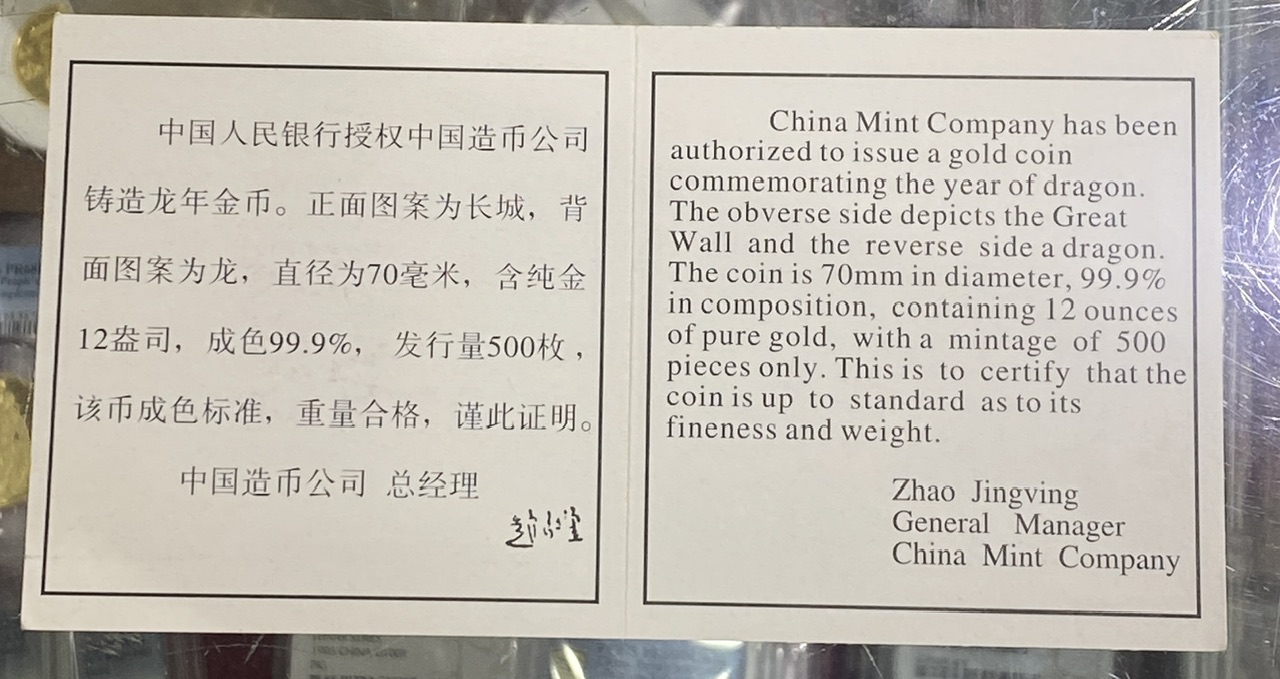 中国人民银行授权中国造币公司
铸造龙年金币。正面图案为长城，背
面图案为龙，直径为70毫米，含纯金
12盎司，成色99.9%， 发行量500枚，
该币成色标准，重量合格，谨此证明。
中国造币公司 总经理
China Mint Company has been
authorized to issue a gold coin
commemorating the year of dragon.
The obverse side depicts the Great
Wall and the reverse side a dragon.
The coin is 70mm in diameter, 99.9%
in composition, containing 12 ounces
of pure gold, with a mintage of 500
pieces only. This is to certify that the
coin is up to standard as to its
fineness and weight.
Zhao Jingving
General Manager
China Mint Company